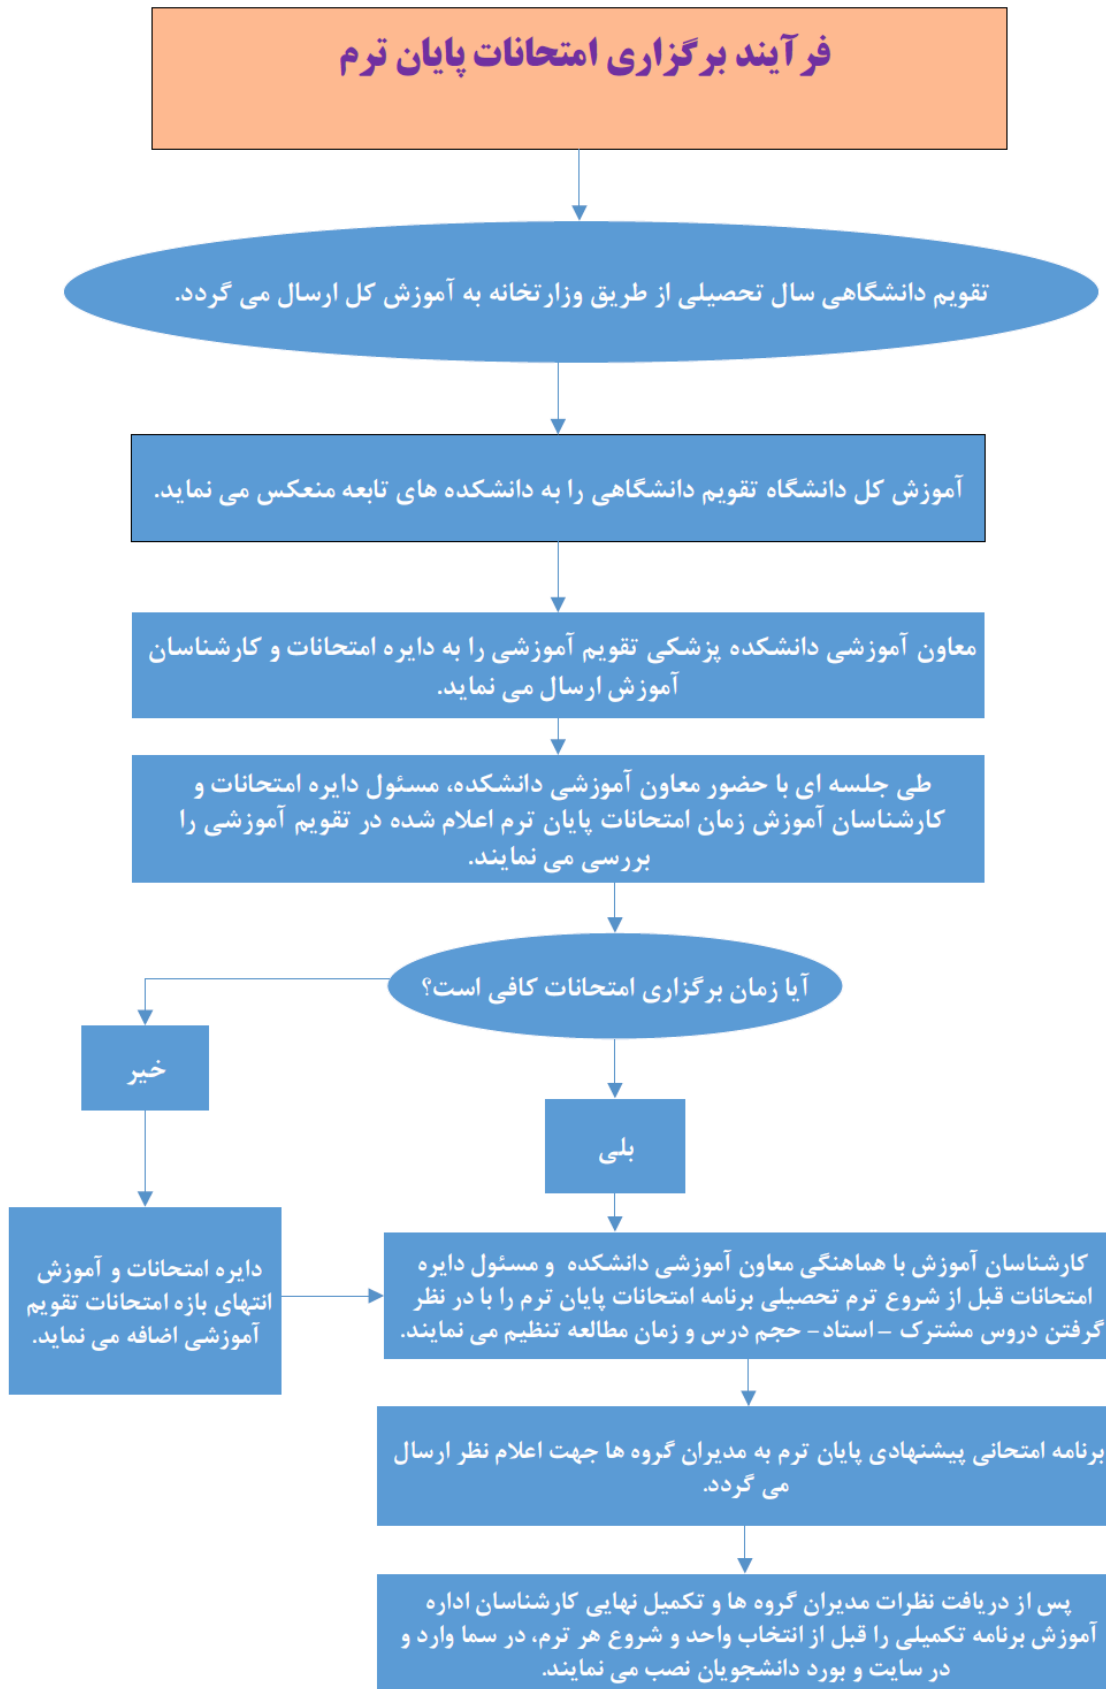 فرآیند برگزاری امتحانات پایان ترم
تقویم دانشگاهی سال تحصیلی از طریق وزارتخانه به آموزش کل ارسال می گردد.
آموزش کل دانشگاه تقویم دانشگاهی را به دانشکده های تابعه منعکس می نماید.
معاون آموزشی دانشکده پزشکی تقویم آموزشی را به دایره امتحانات و کارشناسان
آموزش ارسال می نماید.
طی جلسه ای با حضور معاون آموزشی دانشکده، مسئول دایره امتحانات و
کارشناسان آموزش زمان امتحانات پایان ترم اعلام شده در تقویم آموزشی را
بررسی می نمایند.
آیا زمان برگزاری امتحانات کافی است؟
خیر
بلی
دایره امتحانات و آموزش
انتهای بازه امتحانات تقویم
آموزشی اضافه می نماید.
کارشناسان آموزش با هماهنگی معاون آموزشی دانشکده و مسئول دایره
امتحانات قبل از شروع ترم تحصیلی برنامه امتحانات پایان ترم را با در نظر
گرفتن دروس مشترک – استاد- حجم درس و زمان مطالعه تنظیم می نمایند.
برنامه امتحانی پیشنهادی پایان ترم به مدیران گروه ها جهت اعلام نظر ارسال
می گردد.
پس از دریافت نظرات مدیران گروه ها و تکمیل نهایی کارشناسان اداره
آموزش برنامه تکمیلی را قبل از انتخاب واحد و شروع هر ترم، در سما وارد و
در سایت و بورد دانشجویان نصب می نمایند.